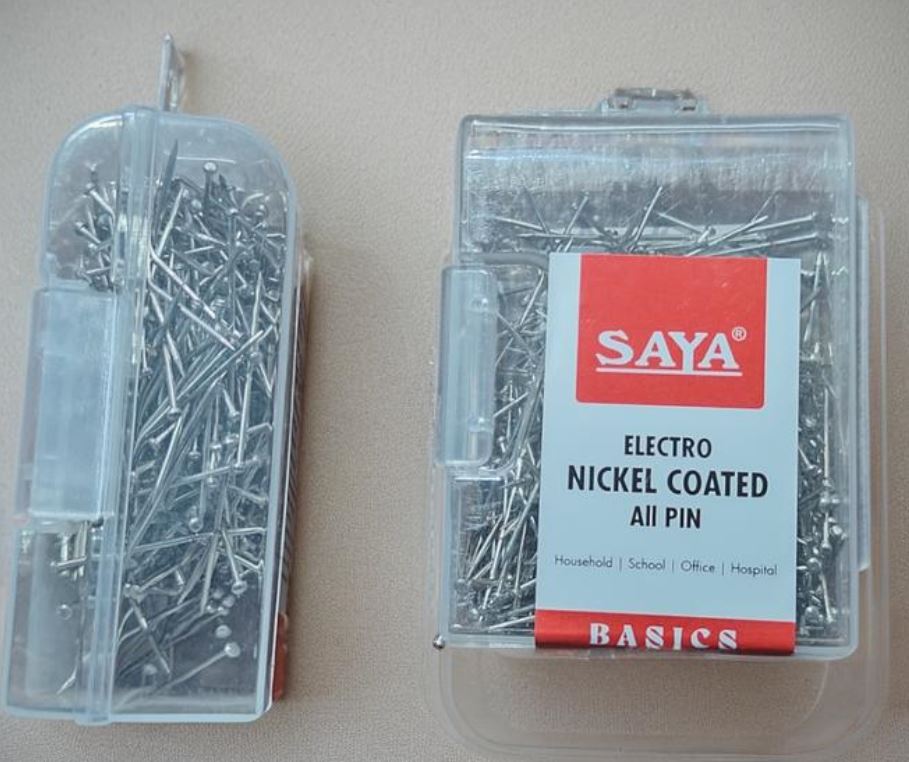 SAYA®
ELECTRO
NICKEL COATED
All PIN
Household | School | Office | Hospital
BASICS